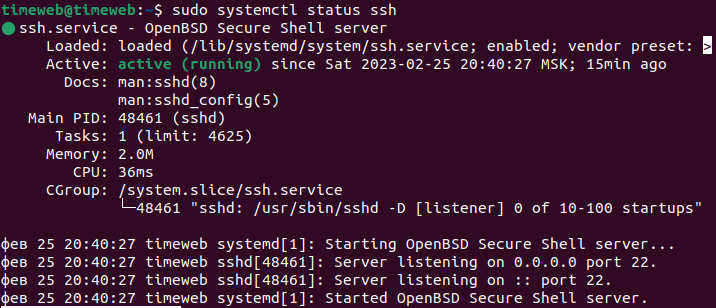 timeweb@timeweb:~$ sudo systemctl status ssh
● ssh.service - OpenBSD Secure Shell server
     Loaded: loaded (/lib/systemd/system/ssh.service; enabled; vendor preset: >
     Active: active (running) since Sat 2023-02-25 20:40:27 MSK; 15min ago
       Docs: man:sshd(8)
             man:sshd_config(5)
   Main PID: 48461 (sshd)
      Tasks: 1 (limit: 4625)
     Memory: 2.0M
        CPU: 36ms
     CGroup: /system.slice/ssh.service
             └─48461 "sshd: /usr/sbin/sshd -D [listener] 0 of 10-100 startups"
фев 25 20:40:27 timeweb systemd[1]: Starting OpenBSD Secure Shell server...
фев 25 20:40:27 timeweb sshd[48461]: Server listening on 0.0.0.0 port 22.
фев 25 20:40:27 timeweb sshd[48461]: Server listening on :: port 22.
фев 25 20:40:27 timeweb systemd[1]: Started OpenBSD Secure Shell server.